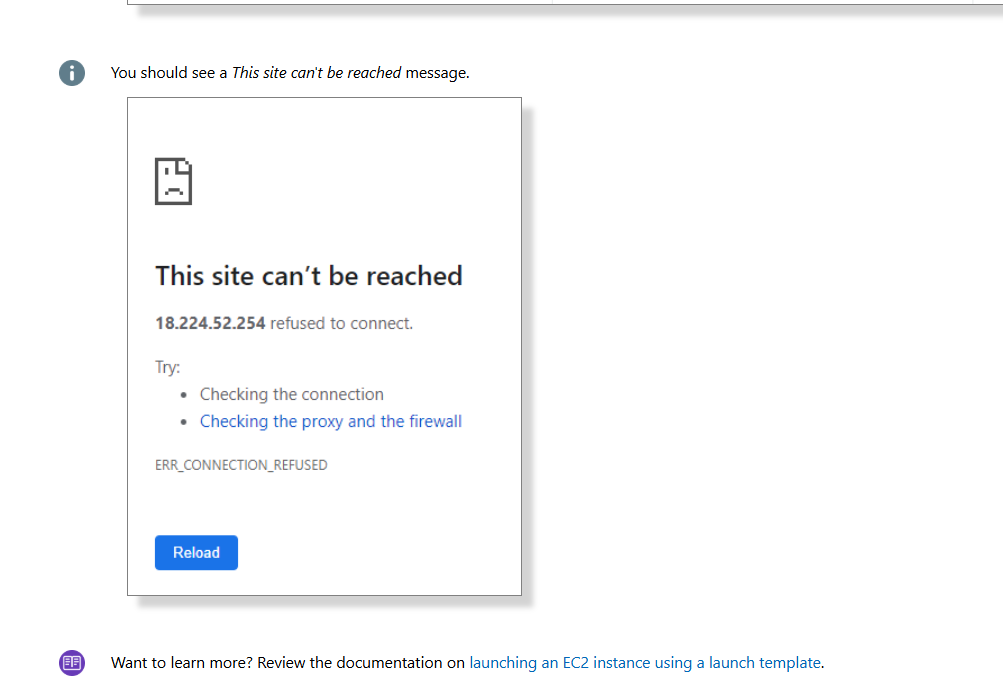 You should see a This site can't be reached message.
This site can’t be reached
18.224.52.254 refused to connect.
Try:
• Checking the connection
• Checking the proxy and the firewall
ERR_CONNECTION_REFUSED
Reload
Want to learn more? Review the documentation on launching an EC2 instance using a launch template.